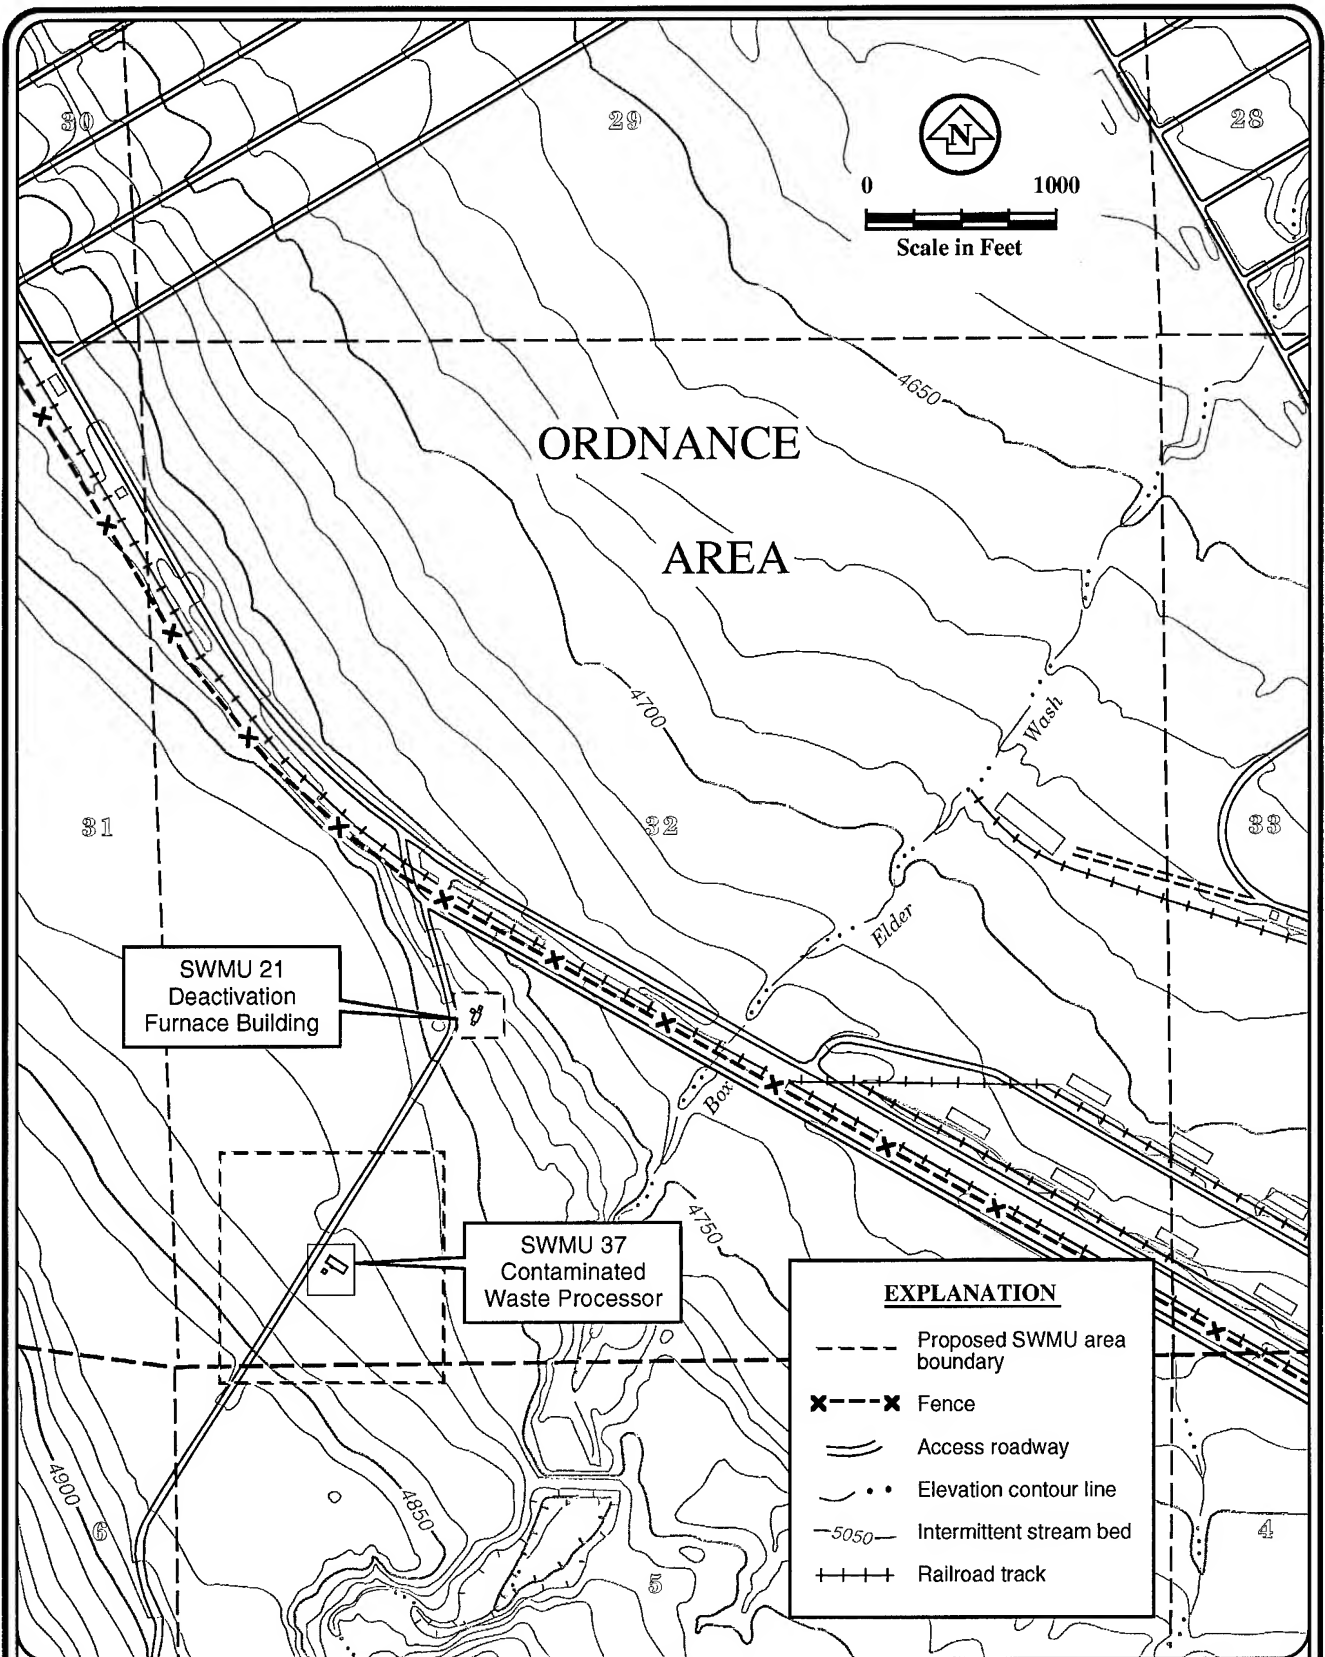 30
29
28
N
0 1000
Scale in Feet
4650
ORDNANCE
AREA
4700
Wash
31
32
33
Elder
SWMU 21
Deactivation
Furnace Building
Box
4750
SWMU 37
Contaminated
Waste Processor
EXPLANATION
Proposed SWMU area
boundary
Fence
Access roadway
Elevation contour line
5050
Intermittent stream bed
Railroad track
4900
4850
6
5
4